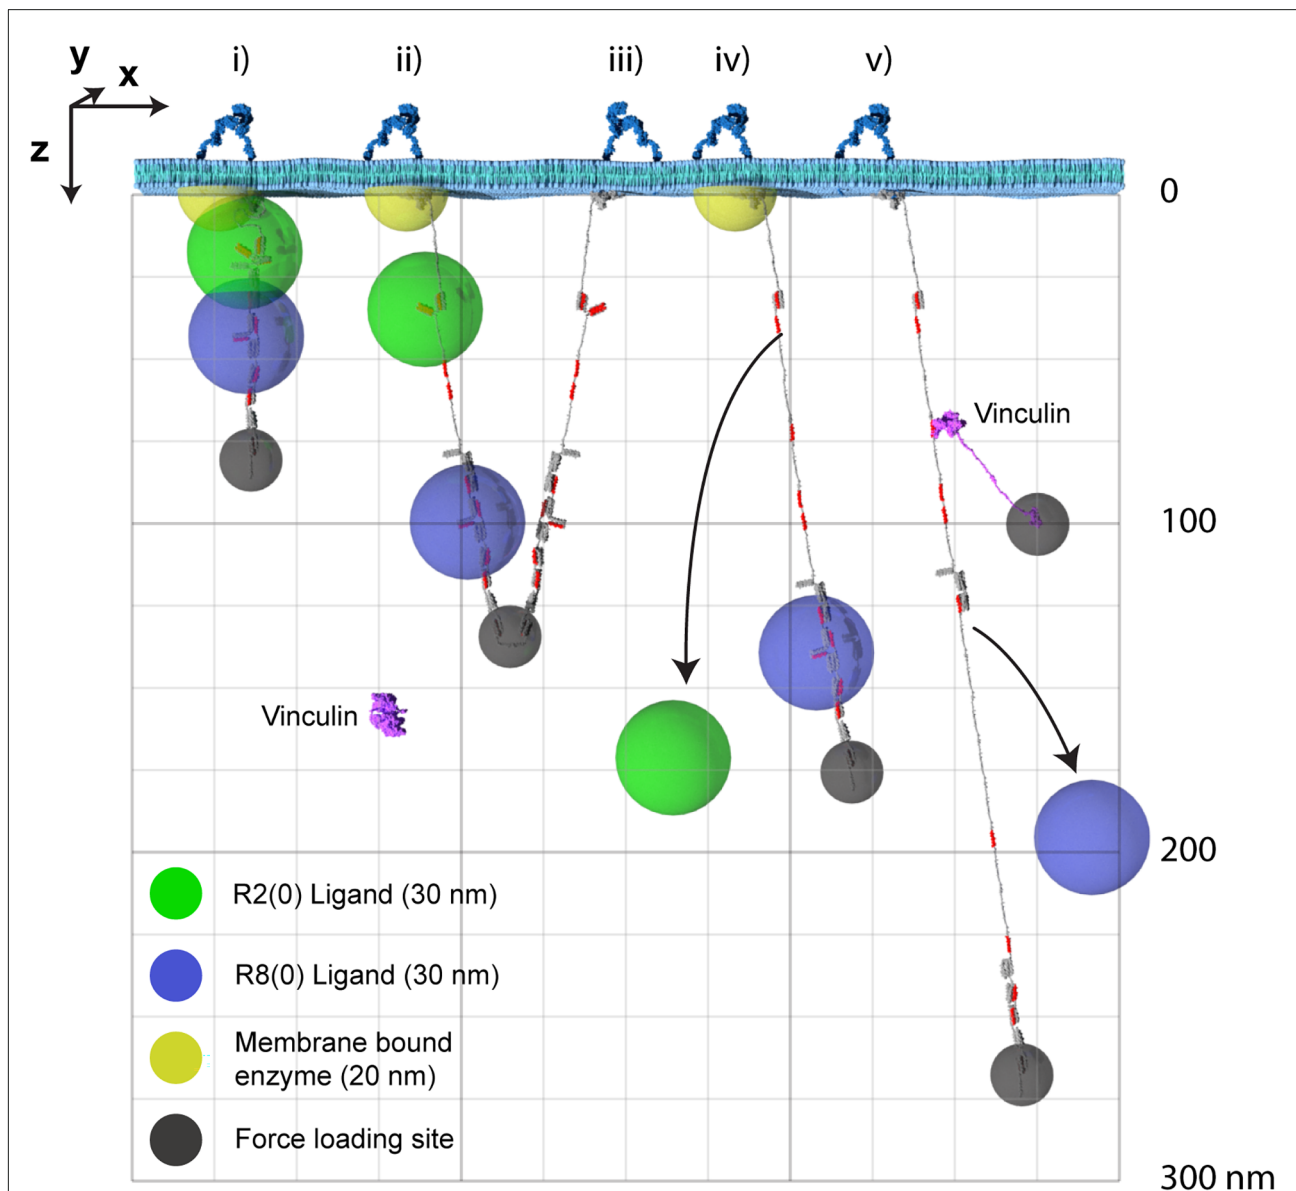 y
x
z
i)
ii)
iii)
iv)
v)
0
Vinculin
100
Vinculin
200
R2(0) Ligand (30 nm)
R8(0) Ligand (30 nm)
Membrane bound
enzyme (20 nm)
Force loading site
300 nm